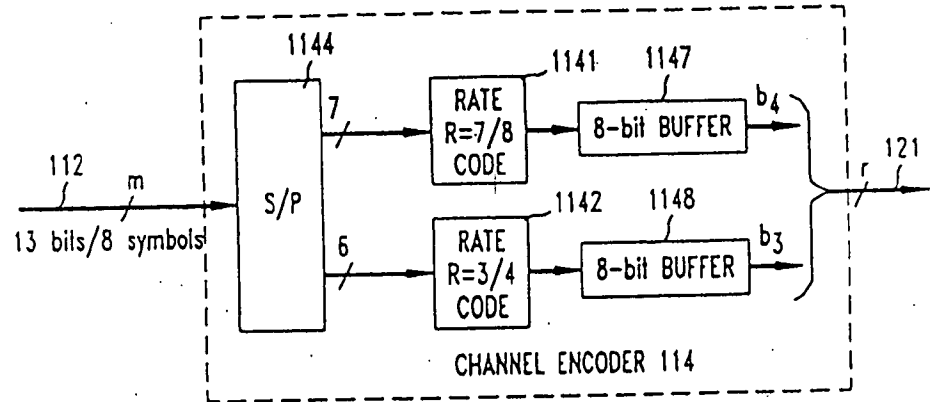 1144
1141
1147
7
RATE
R=7/8
CODE
8-bit BUFFER
b4
112
m
S/P
r
121
13 bits/8 symbols
1142
1148
6
RATE
R=3/4
CODE
8-bit BUFFER
b3
CHANNEL ENCODER 114